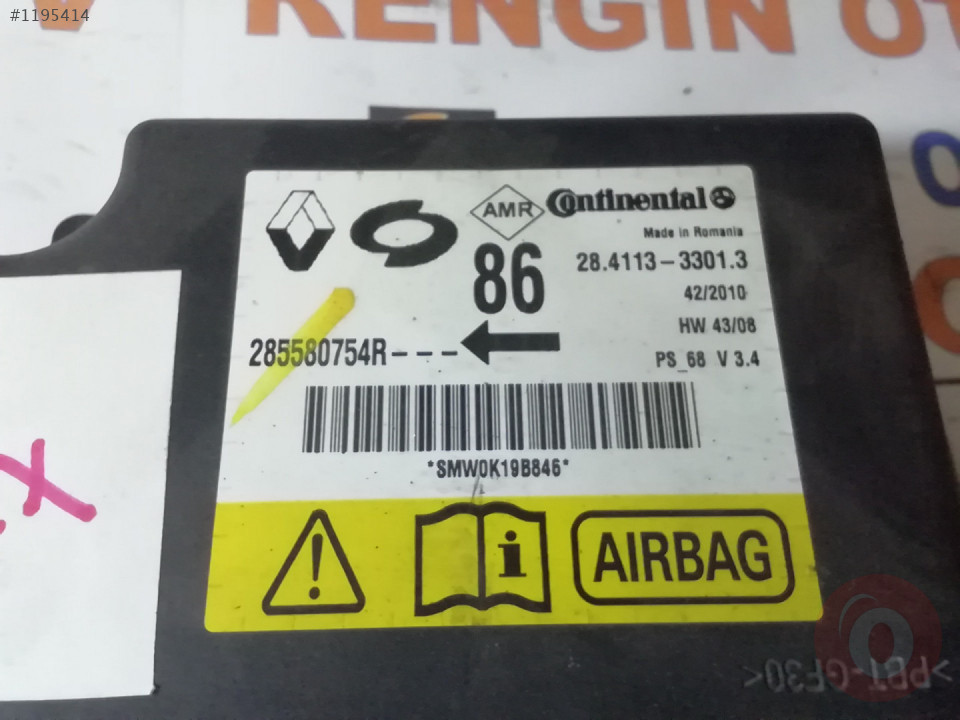 #1195414
KENGIN OT
AMR
Continental
Made in Romania
86
28.4113-3301.3
42/2010
HW 43/08
285580754R---
PS_68 V 3.4
*SMW0K19B846*
X
i
AIRBAG
>PBT-GF30<